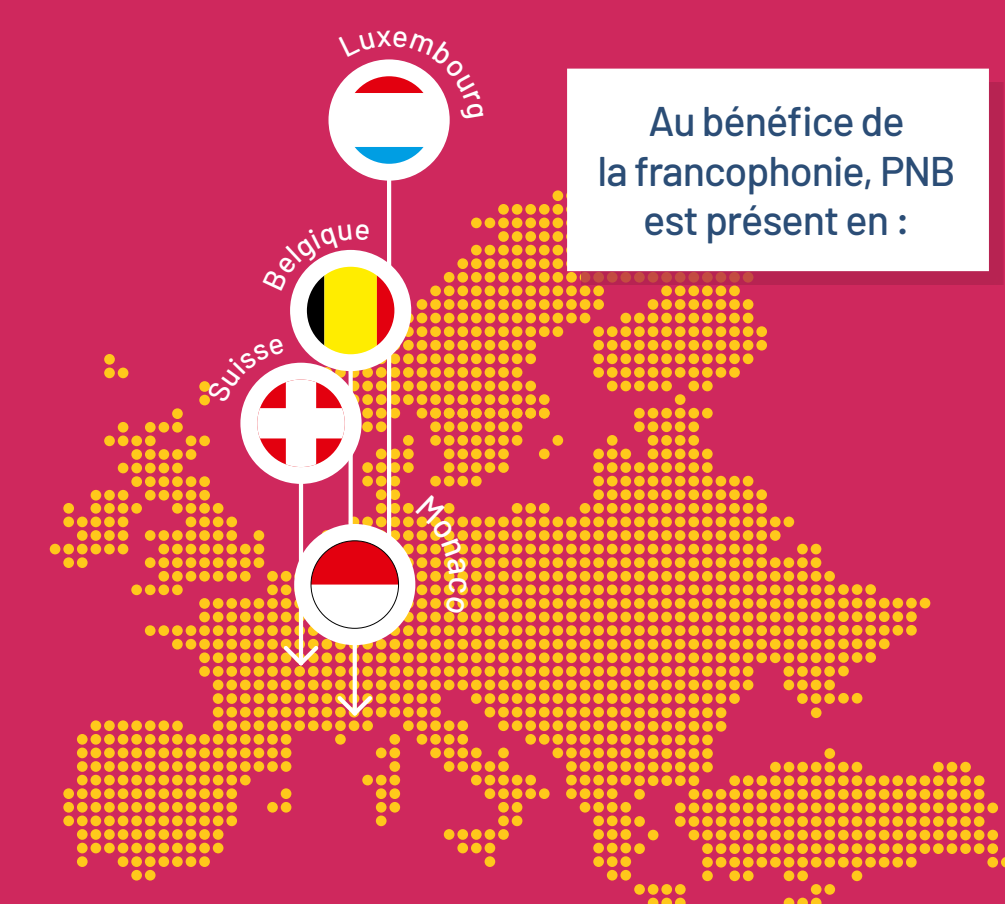 Au bénéfice de
la francophonie, PNB
est présent en :
Luxembourg
Belgique
Suisse
Monaco